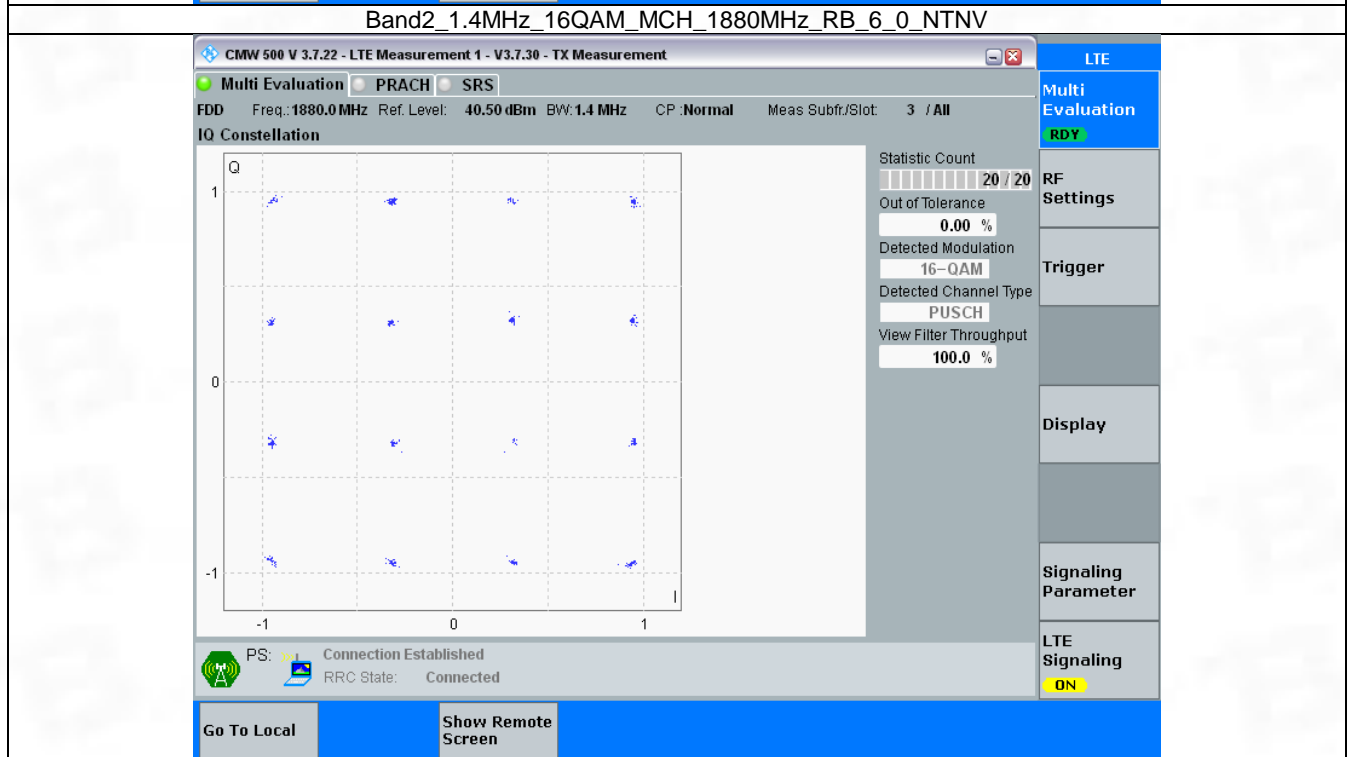 Band2_1.4MHz_16QAM_MCH_1880MHz_RB_6_0_NTNV
CMW 500 V 3.7.22 - LTE Measurement 1 - V3.7.30 - TX Measurement
LTE
Multi Evaluation PRACH SRS
Multi
Evaluation
RDY
FDD Freq.:1880.0 MHz Ref. Level: 40.50 dBm BW:1.4 MHz CP :Normal Meas Subfr./Slot: 3 / All
IQ Constellation
Q
1
0
-1
I
-1 0 1
Statistic Count
20 / 20
Out of Tolerance
0.00 %
Detected Modulation
16-QAM
Detected Channel Type
PUSCH
View Filter Throughput
100.0 %
RF
Settings
Trigger
Display
Signaling
Parameter
LTE
Signaling
ON
PS: Connection Established
RRC State: Connected
Go To Local
Show Remote
Screen